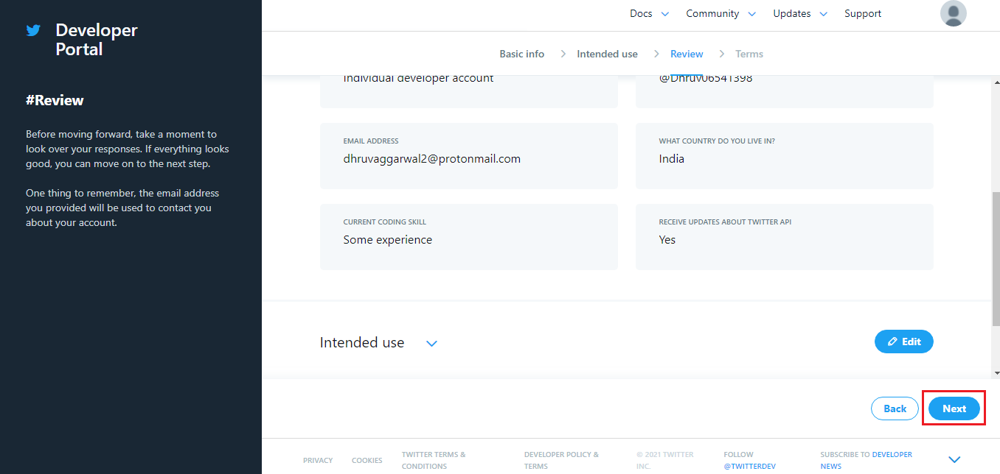 Developer
Portal
#Review
Before moving forward, take a moment to
look over your responses. If everything looks
good, you can move on to the next step.
One thing to remember, the email address
you provided will be used to contact you
about your account.
Docs Community Updates Support
Basic info Intended use Review Terms
Individual developer account
@Dhruv06541398
EMAIL ADDRESS
dhruvaggarwal2@protonmail.com
WHAT COUNTRY DO YOU LIVE IN?
India
CURRENT CODING SKILL
Some experience
RECEIVE UPDATES ABOUT TWITTER API
Yes
Intended use
Edit
Back Next
PRIVACY
COOKIES
TWITTER TERMS &
CONDITIONS
DEVELOPER POLICY &
TERMS
© 2021 TWITTER
INC.
FOLLOW
@TWITTERDEV
SUBSCRIBE TO DEVELOPER
NEWS